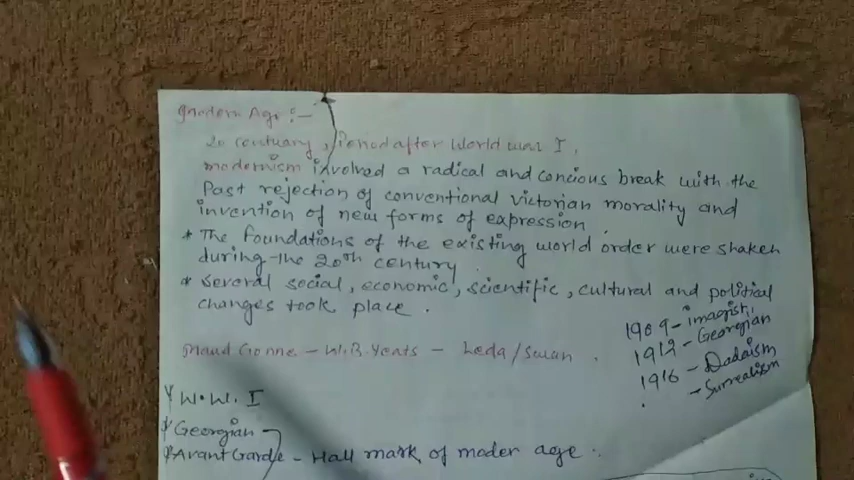 Modern Age :-
20 centuary, Period after World war I.
modernism involved a radical and concious break with the
Past rejection of conventional victorian morality and
invention of new forms of expression.
* The foundations of the existing world order were shaken
during the 20th century.
* Several social, economic, scientific, cultural and political
changes took place.
1909 - imagist,
1912 - Georgian
1916 - Dadaism
- Surrealism
Maud Gonne - W.B. Yeats - Leda/Swan.
* W.W. I
* Georgian
* Avant Garde - Hall mark of moder age.